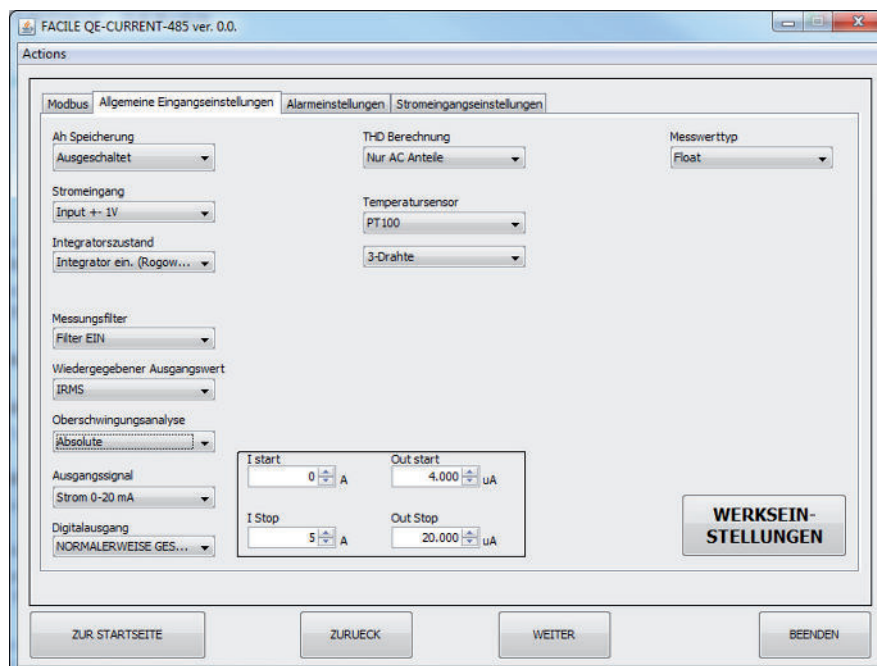 FACILE QE-CURRENT-485 ver. 0.0.
Actions
Modbus Allgemeine Eingangseinstellungen Alarmeinstellungen Stromeingangseinstellungen
Ah Speicherung
Ausgeschaltet
Stromeingang
Input +- 1V
Integratorszustand
Integrator ein. (Rogow...
Messungsfilter
Filter EIN
Wiedergegebener Ausgangswert
IRMS
Oberschwingungsanalyse
Absolute
Ausgangssignal
Strom 0-20 mA
Digitalausgang
NORMALERWEISE GES...
THD Berechnung
Nur AC Anteile
Temperatursensor
PT100
3-Drahte
Messwerttyp
Float
I start
0 A
Out start
4.000 uA
I Stop
5 A
Out Stop
20.000 uA
WERKSEIN-
STELLUNGEN
ZUR STARTSEITE
ZURUECK
WEITER
BEENDEN